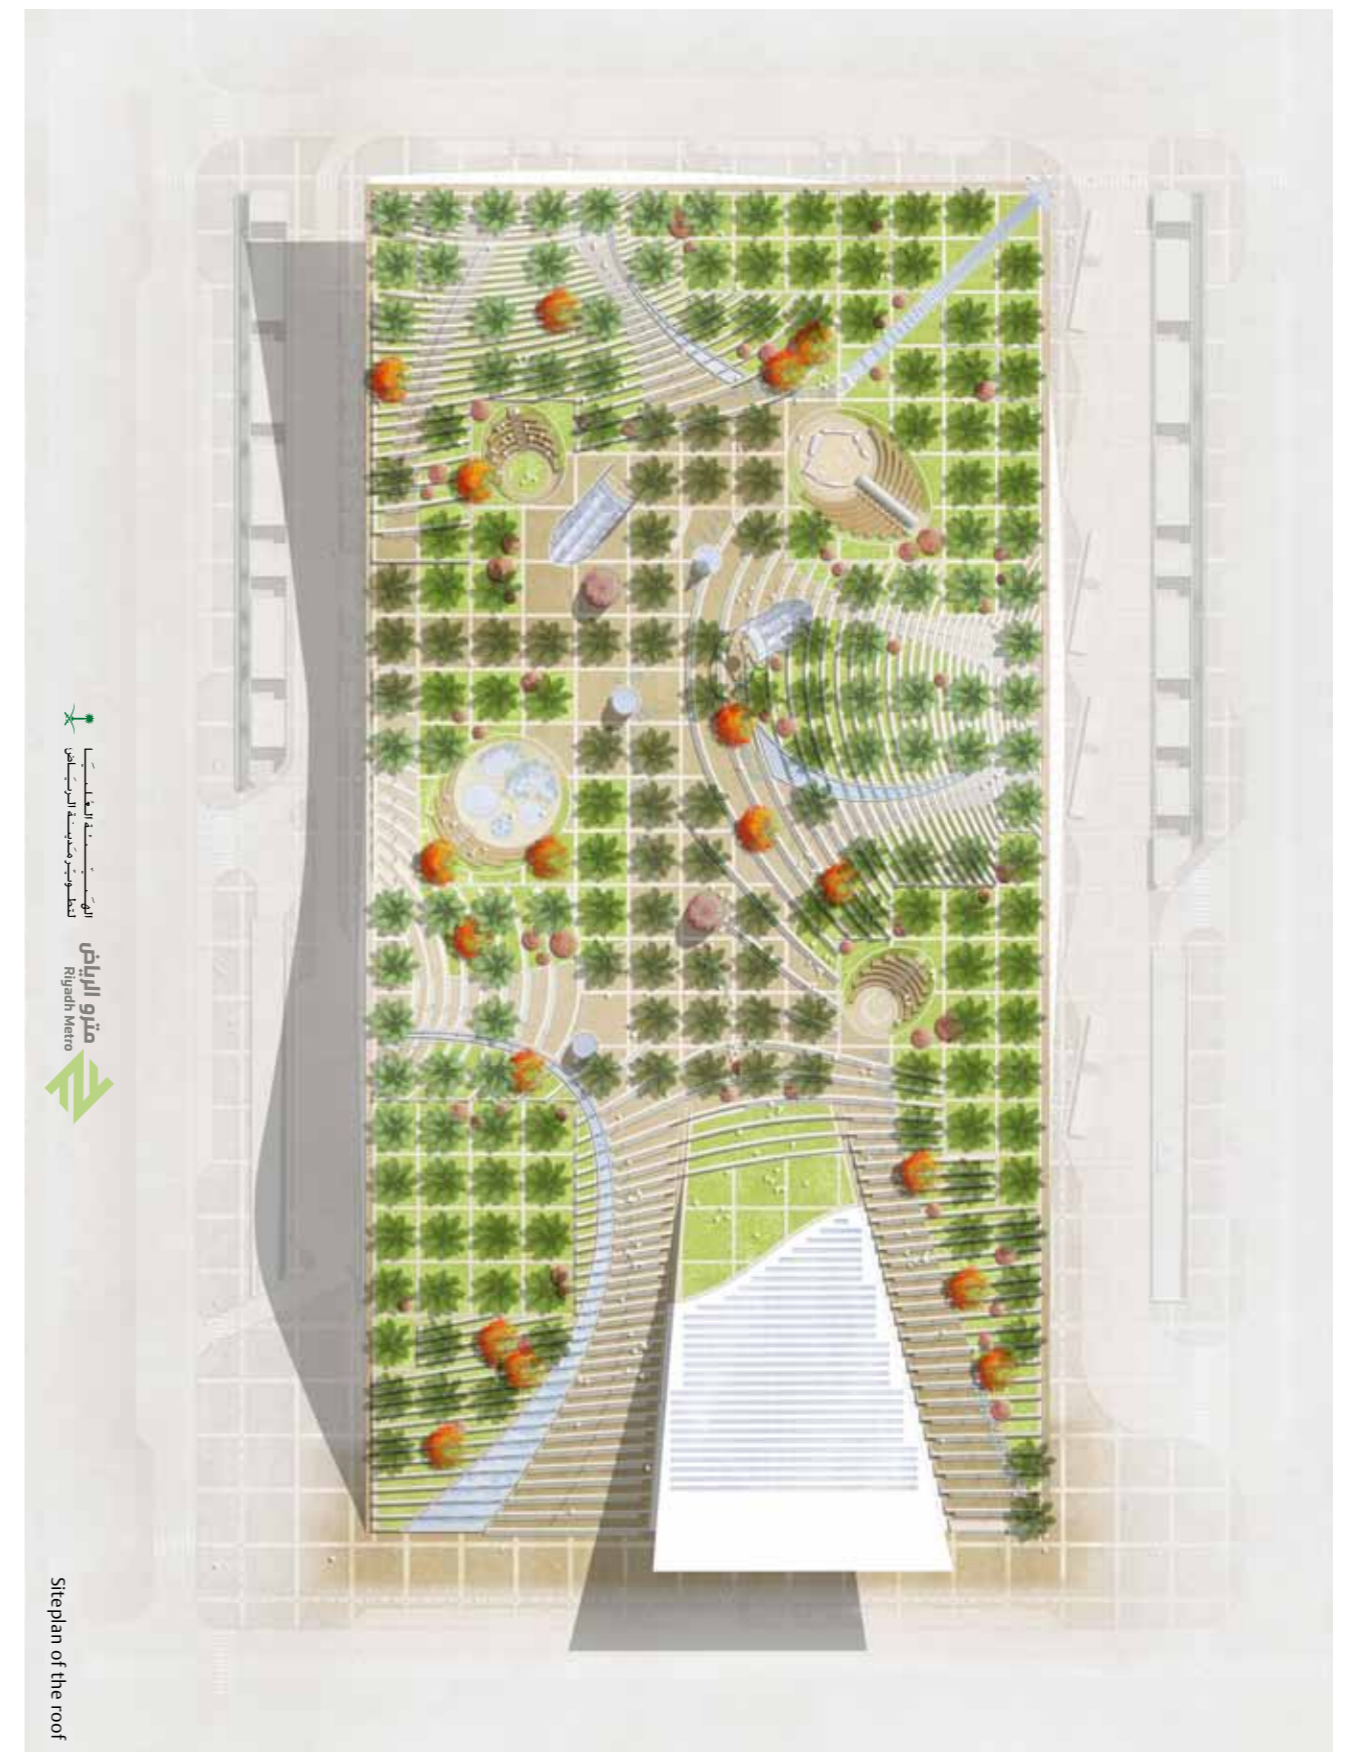 الهيئة العليا
لتطوير مدينة الرياض
مترو الرياض
Riyadh Metro
Siteplan of the roof